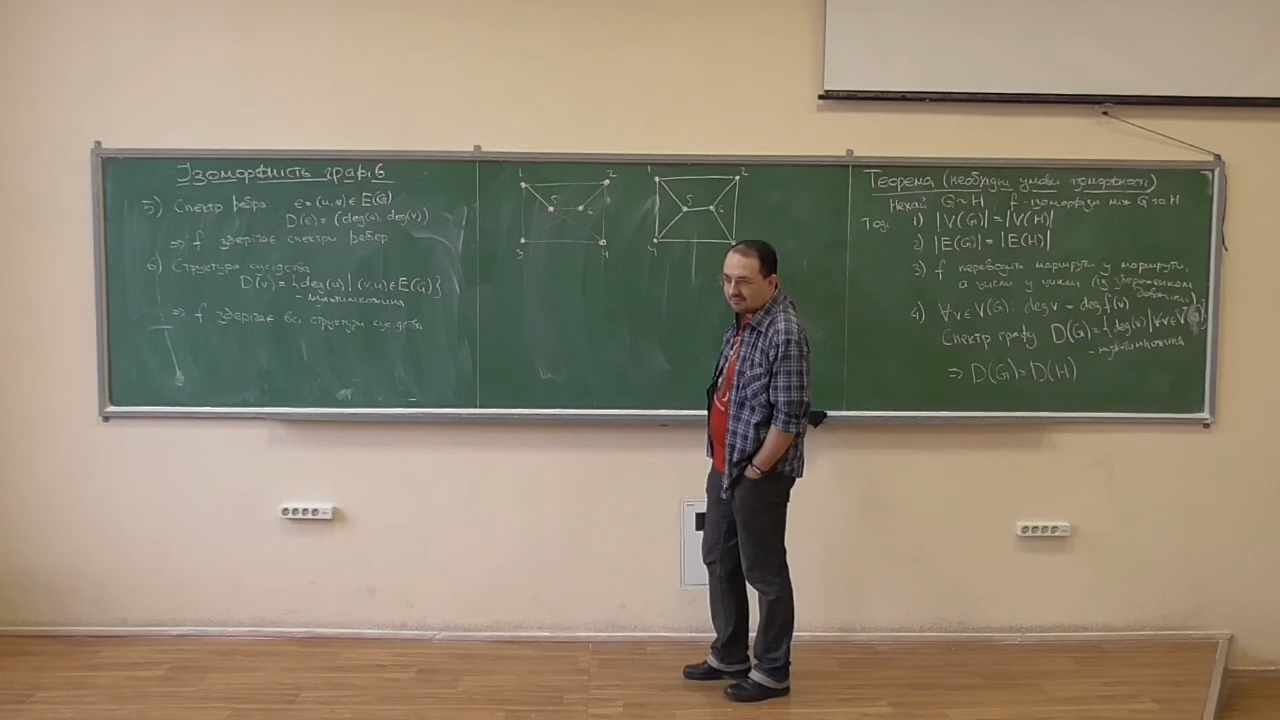 Ізоморфність графів
5) Спектр ребра: e=(u,v)∈E(G)
D(e)=(deg(u), deg(v))
⇒ f зберігає спектри ребер
6) Структура сусідства
D(v)={deg(u)|(v,u)∈E(G)}
- мультимножина
⇒ f зберігає всі структури сусідства
1 2
5 6
3 4
1 2
5 6
4
Теорема (необхідні умови ізоморфності)
Нехай G≃H, f - ізоморфізм між G та H
Тоді: 1) |V(G)|=|V(H)|
2) |E(G)|=|E(H)|
3) f переводить маршрути у маршрути,
а цикли у цикли (із збереженням
довжини)
4) ∀v∈V(G): deg v = deg f(v)
Спектр графу D(G)={deg(v)|∀v∈V(G)}
- мультимножина
⇒ D(G)=D(H)